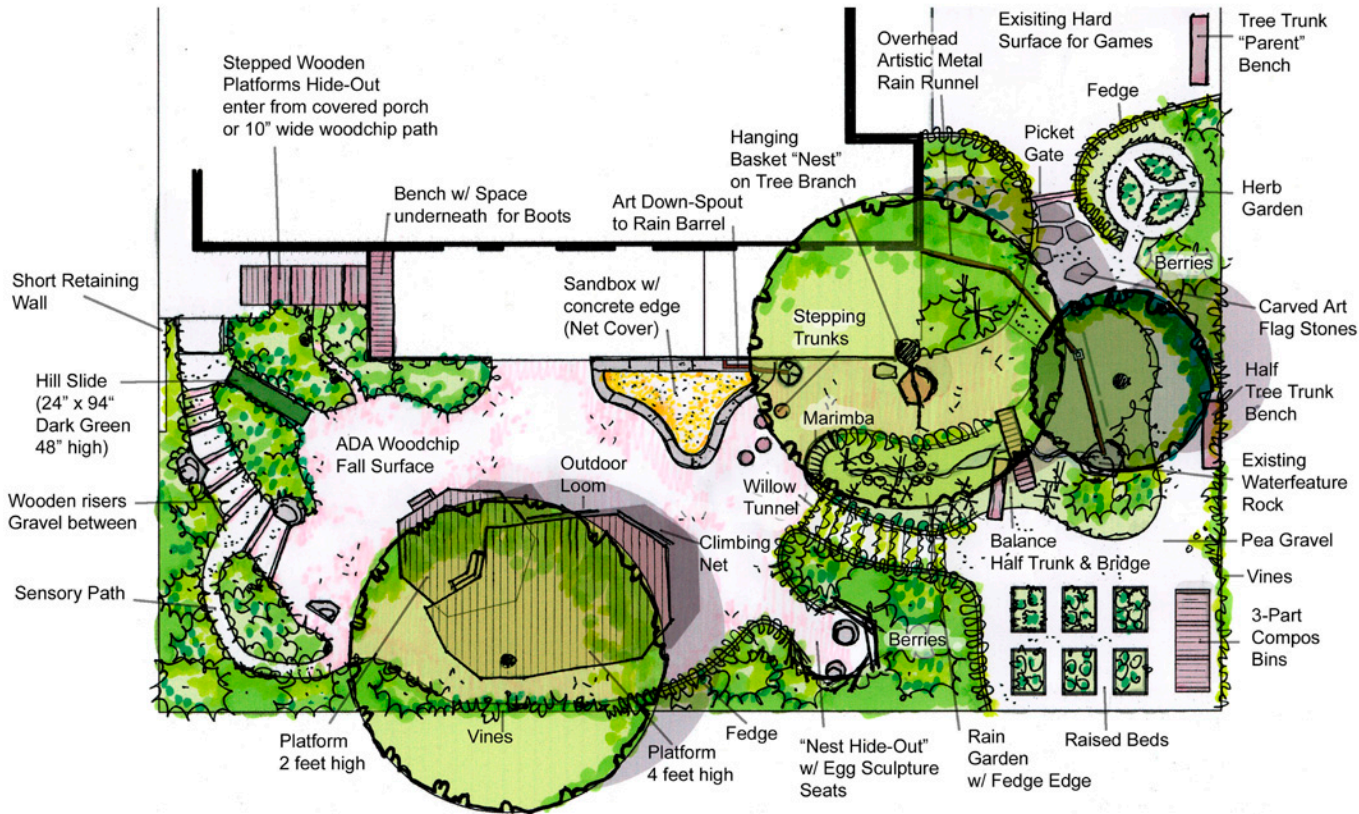 Exisiting Hard
Surface for Games
Tree Trunk
“Parent”
Bench
Overhead
Artistic Metal
Rain Runnel
Stepped Wooden
Platforms Hide-Out
enter from covered porch
or 10” wide woodchip path
Fedge
Hanging
Basket “Nest”
on Tree Branch
Picket
Gate
Bench w/ Space
underneath for Boots
Art Down-Spout
to Rain Barrel
Herb
Garden
Berries
Short Retaining
Wall
Sandbox w/
concrete edge
(Net Cover)
Stepping
Trunks
Carved Art
Flag Stones
Hill Slide
(24” x 94“
Dark Green
48” high)
Half
Tree Trunk
Bench
Marimba
ADA Woodchip
Fall Surface
Outdoor
Loom
Willow
Tunnel
Existing
Waterfeature
Rock
Wooden risers
Gravel between
Climbing
Net
Balance
Half Trunk & Bridge
Pea Gravel
Vines
Sensory Path
Berries
3-Part
Compos
Bins
Platform
2 feet high
Vines
Platform
4 feet high
Fedge
“Nest Hide-Out”
w/ Egg Sculpture
Seats
Rain
Garden
w/ Fedge Edge
Raised Beds